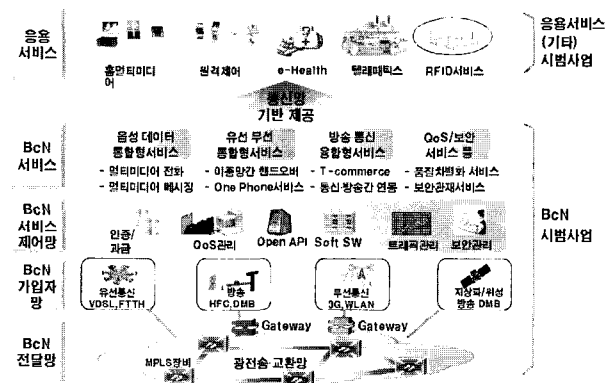 응용
서비스
홈멀티미디
어
원격제어
e-Health
텔레매틱스
RFID서비스
응용서비스
(기타)
시범사업
통신망
기반 제공
BcN
서비스
음성 데이터
통합형서비스
- 멀티미디어 전화
- 멀티미디어 메시징
유선 무선
통합형서비스
- 이종망간 핸드오버
- One Phone서비스
방송 통신
융합형서비스
- T-commerce
- 통신·방송간 연동
QoS/보안
서비스 등
- 품질차별화 서비스
- 보안관제서비스
BcN
서비스
제어망
인증/
과금
QoS관리
Open API
Soft SW
트래픽관리
보안관리
BcN
시범사업
BcN
가입자
망
유선통신
VDSL,FTTH
방송
HFC,DMB
무선통신
3G,WLAN
지상파/위성
방송 DMB
Gateway
Gateway
BcN
전달망
MPLS장비
광전송·교환망